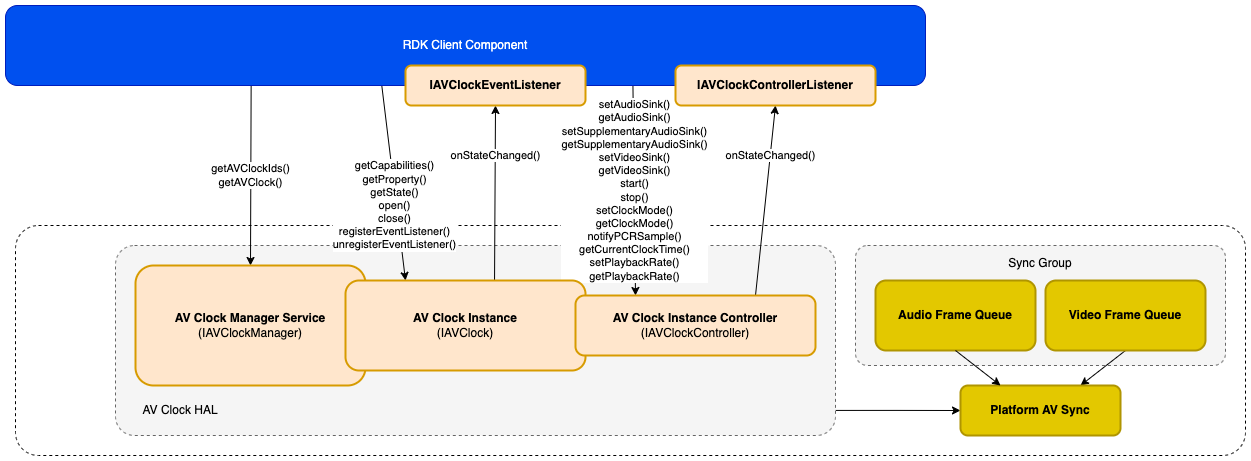 RDK Client Component
IAVClockEventListener
IAVClockControllerListener
getAVClockIds()
getAVClock()
getCapabilities()
getProperty()
getState()
open()
close()
registerEventListener()
unregisterEventListener()
onStateChanged()
setAudioSink()
getAudioSink()
setSupplementaryAudioSink()
getSupplementaryAudioSink()
setVideoSink()
getVideoSink()
start()
stop()
setClockMode()
getClockMode()
notifyPCRSample()
getCurrentClockTime()
setPlaybackRate()
getPlaybackRate()
onStateChanged()
AV Clock Manager Service
(IAVClockManager)
AV Clock Instance
(IAVClock)
AV Clock Instance Controller
(IAVClockController)
AV Clock HAL
Sync Group
Audio Frame Queue
Video Frame Queue
Platform AV Sync